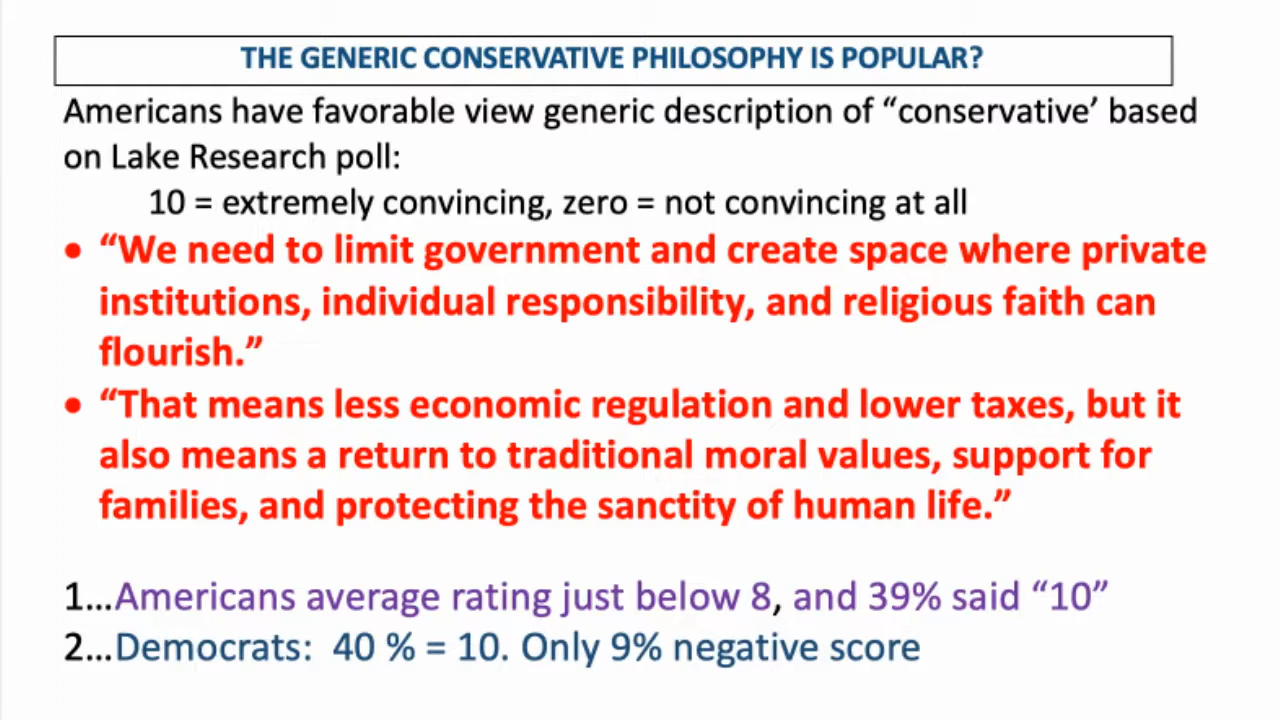 THE GENERIC CONSERVATIVE PHILOSOPHY IS POPULAR?
Americans have favorable view generic description of “conservative’ based
on Lake Research poll:
10 = extremely convincing, zero = not convincing at all
• “We need to limit government and create space where private
institutions, individual responsibility, and religious faith can
flourish.”
• “That means less economic regulation and lower taxes, but it
also means a return to traditional moral values, support for
families, and protecting the sanctity of human life.”
1...Americans average rating just below 8, and 39% said “10”
2...Democrats: 40 % = 10. Only 9% negative score